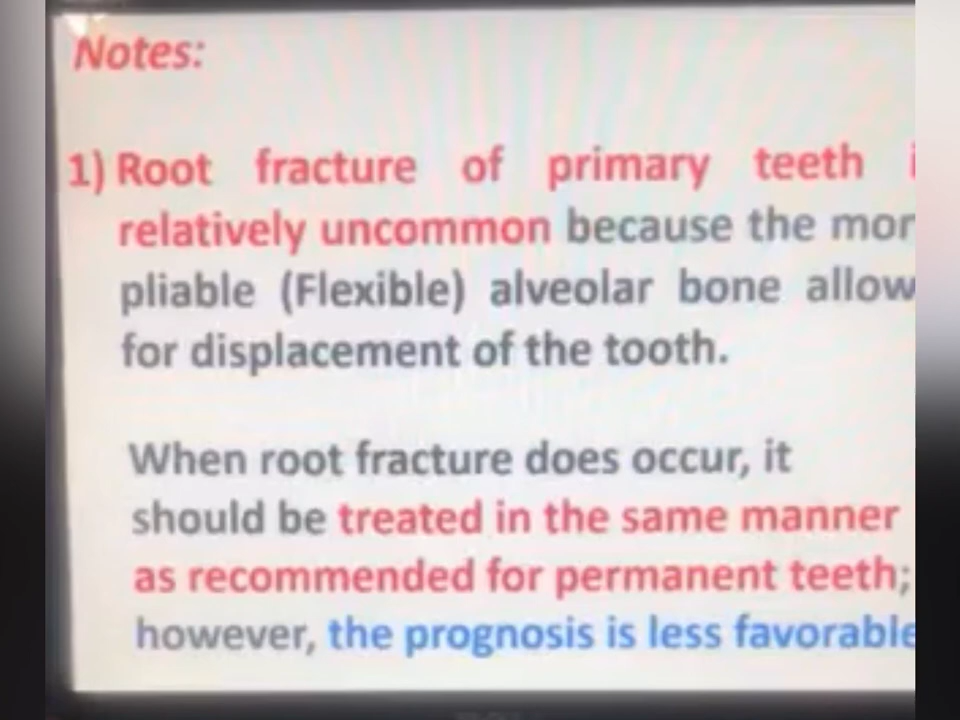 Notes:
1) Root fracture of primary teeth
relatively uncommon because the mor
pliable (Flexible) alveolar bone allow
for displacement of the tooth.
When root fracture does occur, it
should be treated in the same manner
as recommended for permanent teeth;
however, the prognosis is less favorable